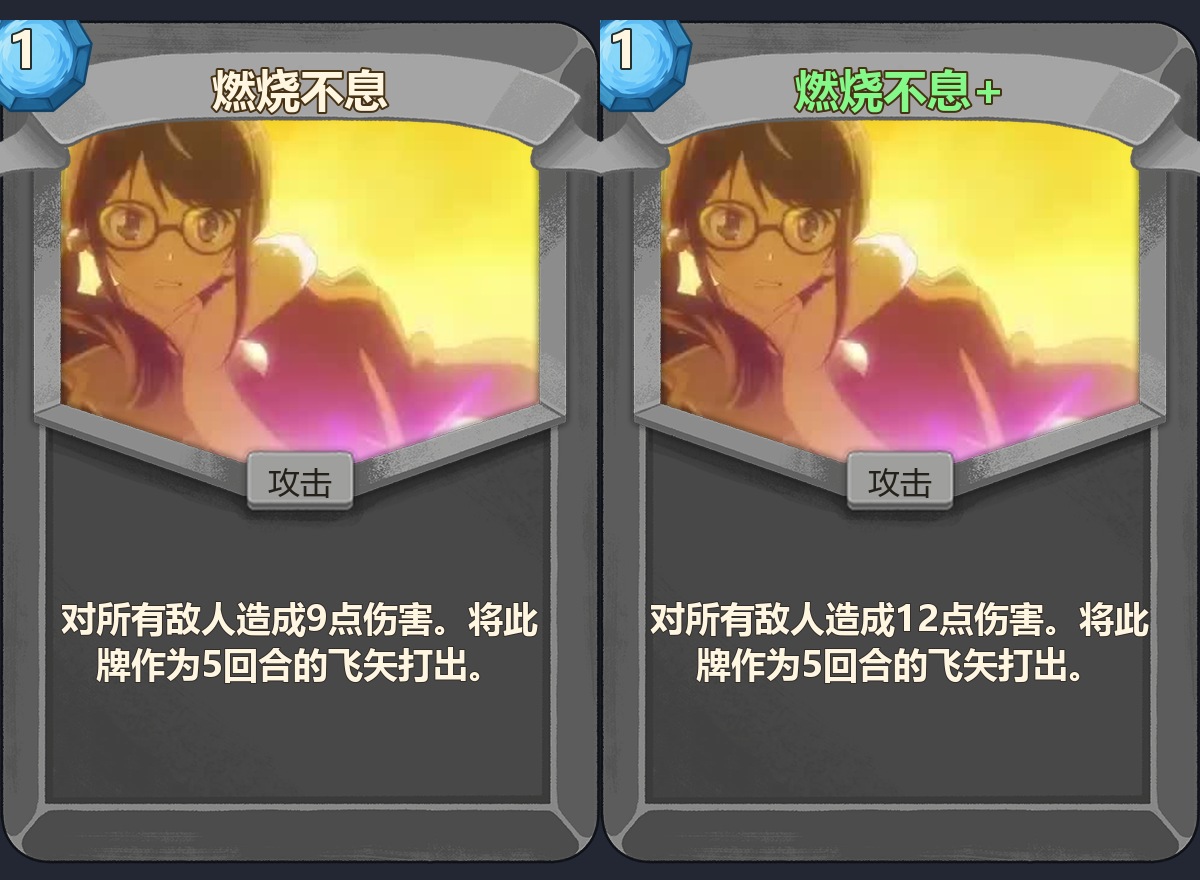 1
燃烧不息
攻击
对所有敌人造成9点伤害。将此
牌作为5回合的飞矢打出。
1
燃烧不息+
攻击
对所有敌人造成12点伤害。将此
牌作为5回合的飞矢打出。